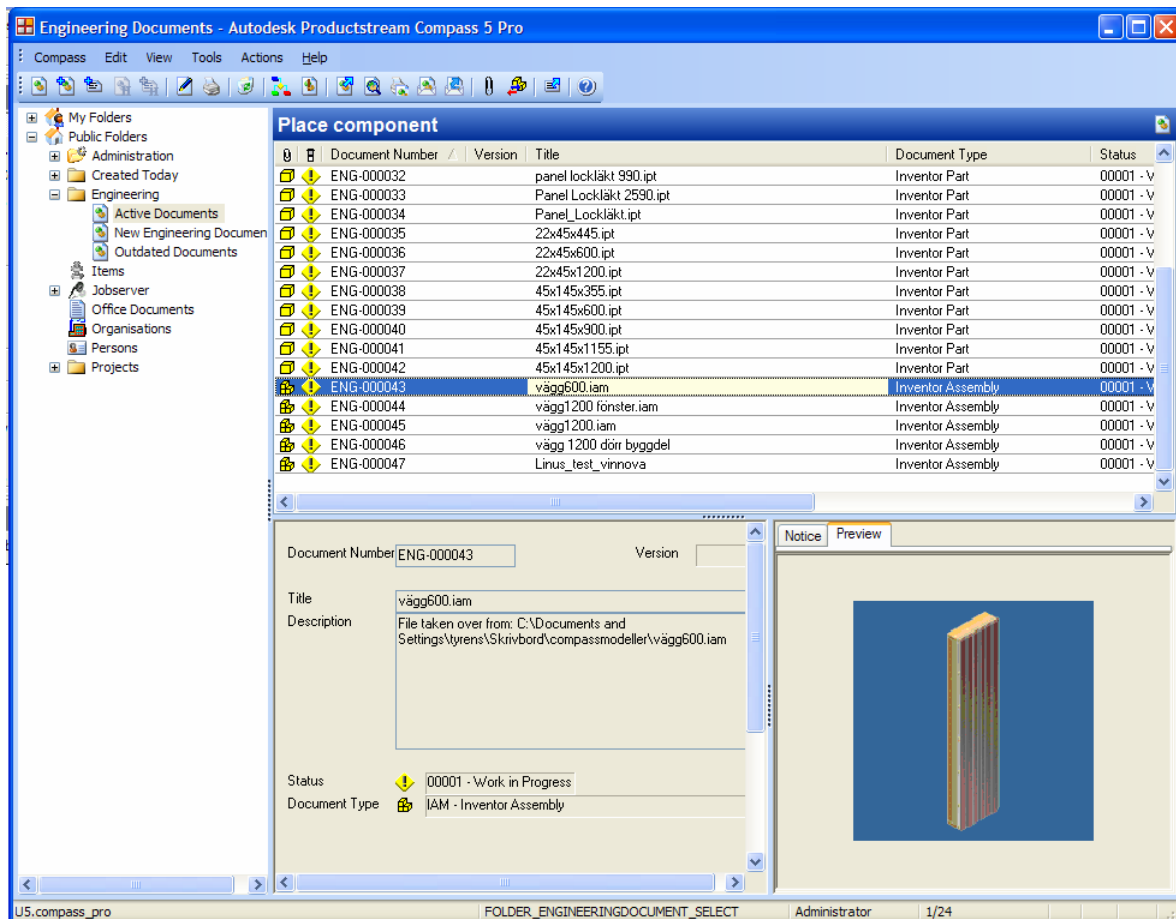 Engineering Documents - Autodesk Productstream Compass 5 Pro
Compass Edit View Tools Actions Help
My Folders
Public Folders
Administration
Created Today
Engineering
Active Documents
New Engineering Documen
Outdated Documents
Items
Jobserver
Office Documents
Organisations
Persons
Projects
Place component
Document Number Version Title Document Type Status
ENG-000032 panel lockläkt 990.ipt Inventor Part 00001 - V
ENG-000033 Panel Lockläkt 2590.ipt Inventor Part 00001 - V
ENG-000034 Panel_Lockläkt.ipt Inventor Part 00001 - V
ENG-000035 22x45x445.ipt Inventor Part 00001 - V
ENG-000036 22x45x600.ipt Inventor Part 00001 - V
ENG-000037 22x45x1200.ipt Inventor Part 00001 - V
ENG-000038 45x145x355.ipt Inventor Part 00001 - V
ENG-000039 45x145x600.ipt Inventor Part 00001 - V
ENG-000040 45x145x900.ipt Inventor Part 00001 - V
ENG-000041 45x145x1155.ipt Inventor Part 00001 - V
ENG-000042 45x145x1200.ipt Inventor Part 00001 - V
ENG-000043 vägg600.iam Inventor Assembly 00001 - V
ENG-000044 vägg1200 fönster.iam Inventor Assembly 00001 - V
ENG-000045 vägg1200.iam Inventor Assembly 00001 - V
ENG-000046 vägg 1200 dörr byggdel Inventor Assembly 00001 - V
ENG-000047 Linus_test_vinnova Inventor Assembly 00001 - V
Document Number ENG-000043 Version
Title vägg600.iam
Description File taken over from: C:\Documents and
Settings\tyrens\Skrivbord\compassmodeller\vägg600.iam
Status 00001 - Work in Progress
Document Type IAM - Inventor Assembly
Notice Preview
U5.compass_pro FOLDER_ENGINEERINGDOCUMENT_SELECT Administrator 1/24